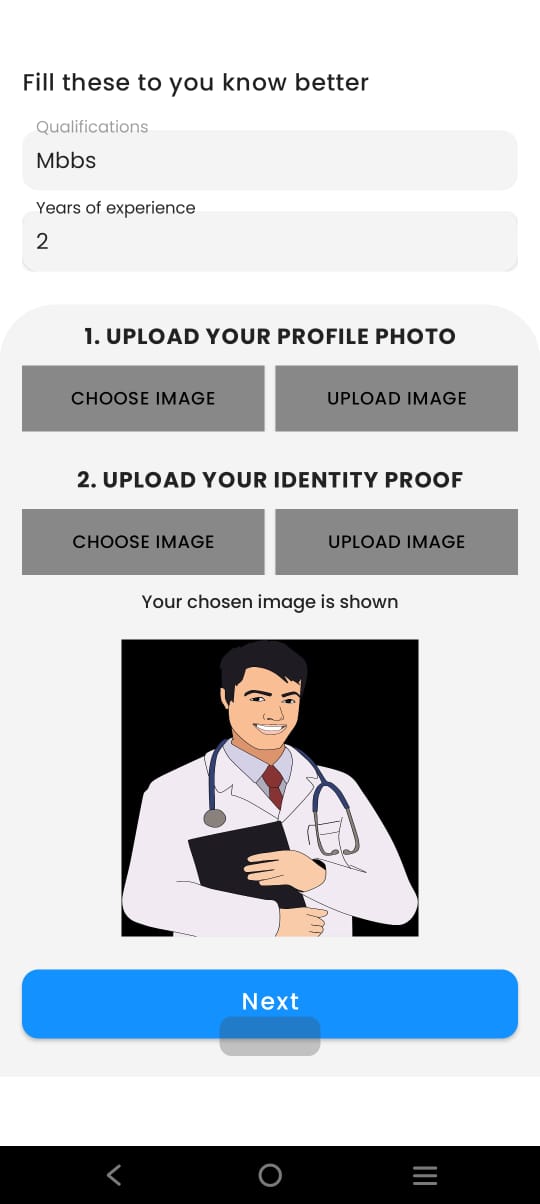 Fill these to you know better
Qualifications
Mbbs
Years of experience
2
1. UPLOAD YOUR PROFILE PHOTO
CHOOSE IMAGE
UPLOAD IMAGE
2. UPLOAD YOUR IDENTITY PROOF
CHOOSE IMAGE
UPLOAD IMAGE
Your chosen image is shown
Next